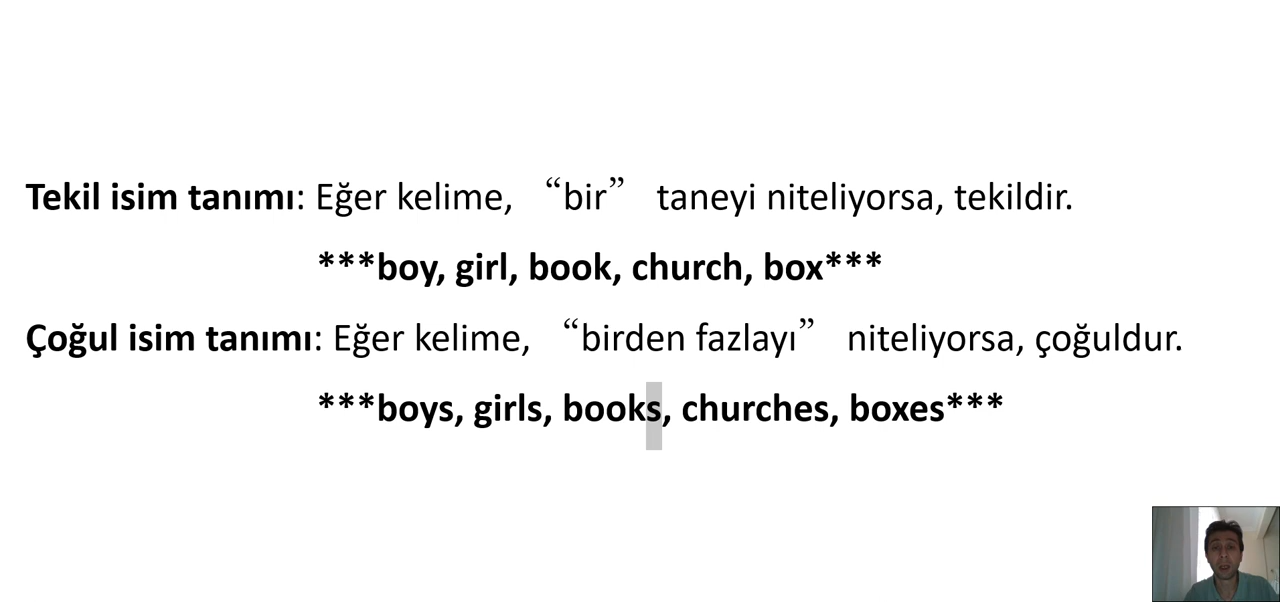 Tekil isim tanımı: Eğer kelime, “bir” taneyi niteliyorsa, tekildir.
***boy, girl, book, church, box***
Çoğul isim tanımı: Eğer kelime, “birden fazlayı” niteliyorsa, çoğuldur.
***boys, girls, books, churches, boxes***